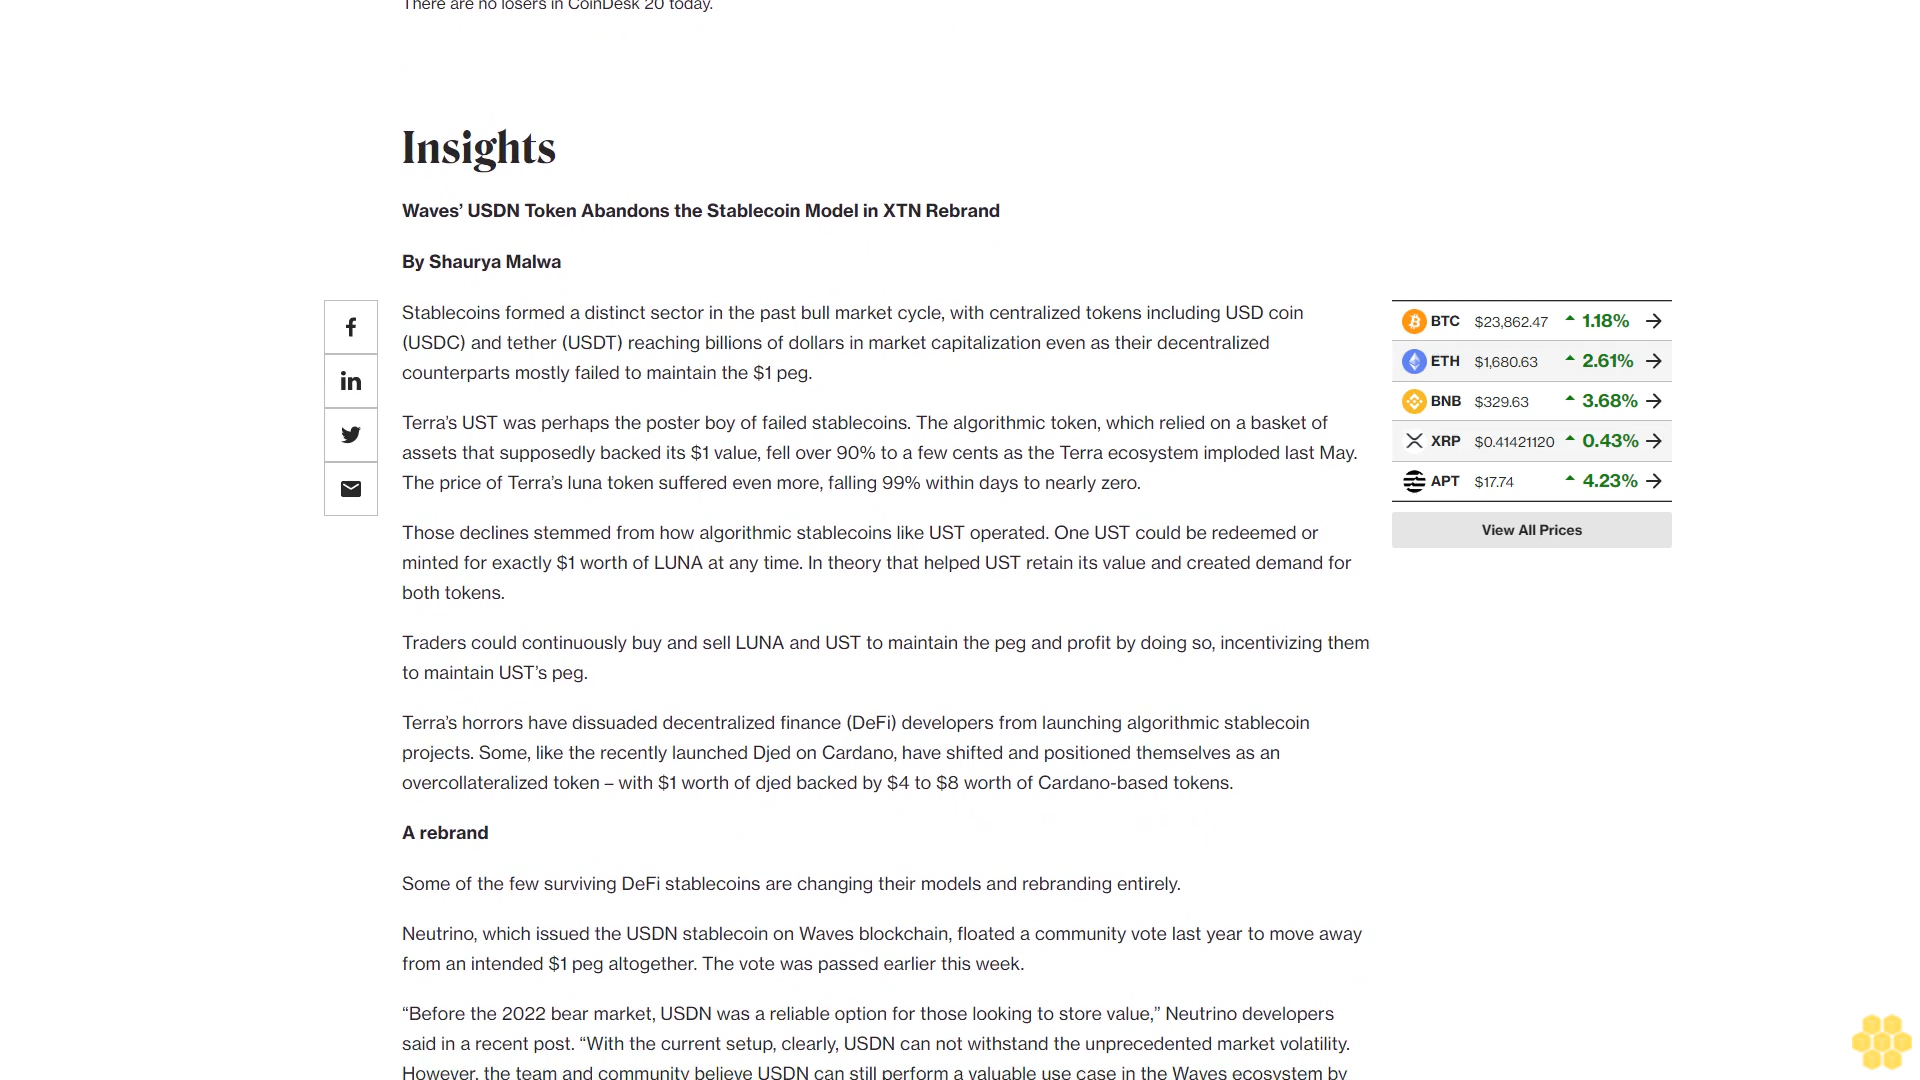 There are no losers in CoinDesk 20 today.
Insights
Waves’ USDN Token Abandons the Stablecoin Model in XTN Rebrand
By Shaurya Malwa
Stablecoins formed a distinct sector in the past bull market cycle, with centralized tokens including USD coin
(USDC) and tether (USDT) reaching billions of dollars in market capitalization even as their decentralized
counterparts mostly failed to maintain the $1 peg.
Terra’s UST was perhaps the poster boy of failed stablecoins. The algorithmic token, which relied on a basket of
assets that supposedly backed its $1 value, fell over 90% to a few cents as the Terra ecosystem imploded last May.
The price of Terra’s luna token suffered even more, falling 99% within days to nearly zero.
Those declines stemmed from how algorithmic stablecoins like UST operated. One UST could be redeemed or
minted for exactly $1 worth of LUNA at any time. In theory that helped UST retain its value and created demand for
both tokens.
Traders could continuously buy and sell LUNA and UST to maintain the peg and profit by doing so, incentivizing them
to maintain UST’s peg.
Terra’s horrors have dissuaded decentralized finance (DeFi) developers from launching algorithmic stablecoin
projects. Some, like the recently launched Djed on Cardano, have shifted and positioned themselves as an
overcollateralized token – with $1 worth of djed backed by $4 to $8 worth of Cardano-based tokens.
A rebrand
Some of the few surviving DeFi stablecoins are changing their models and rebranding entirely.
Neutrino, which issued the USDN stablecoin on Waves blockchain, floated a community vote last year to move away
from an intended $1 peg altogether. The vote was passed earlier this week.
“Before the 2022 bear market, USDN was a reliable option for those looking to store value,” Neutrino developers
said in a recent post. “With the current setup, clearly, USDN can not withstand the unprecedented market volatility.
However, the team and community believe USDN can still perform a valuable use case in the Waves ecosystem by
BTC $23,862.47 1.18%
ETH $1,680.63 2.61%
BNB $329.63 3.68%
XRP $0.41421120 0.43%
APT $17.74 4.23%
View All Prices